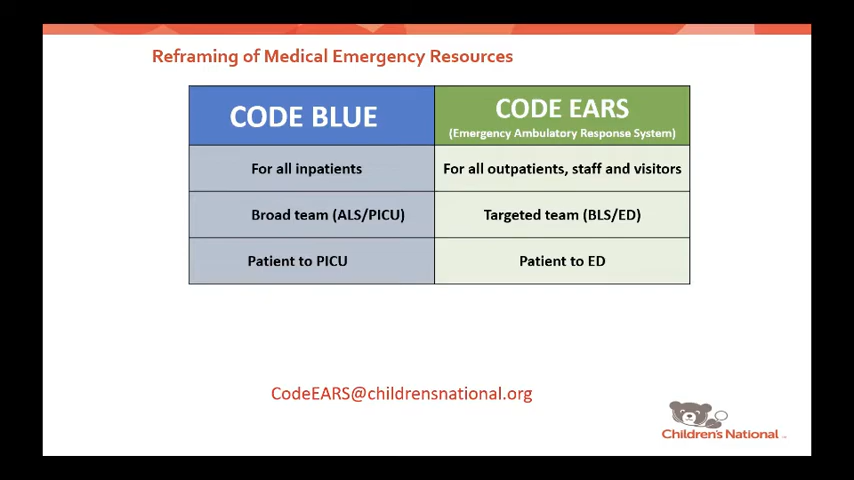 Reframing of Medical Emergency Resources
CODE BLUE
CODE EARS
(Emergency Ambulatory Response System)
For all inpatients
For all outpatients, staff and visitors
Broad team (ALS/PICU)
Targeted team (BLS/ED)
Patient to PICU
Patient to ED
CodeEARS@childrensnational.org
Children's National